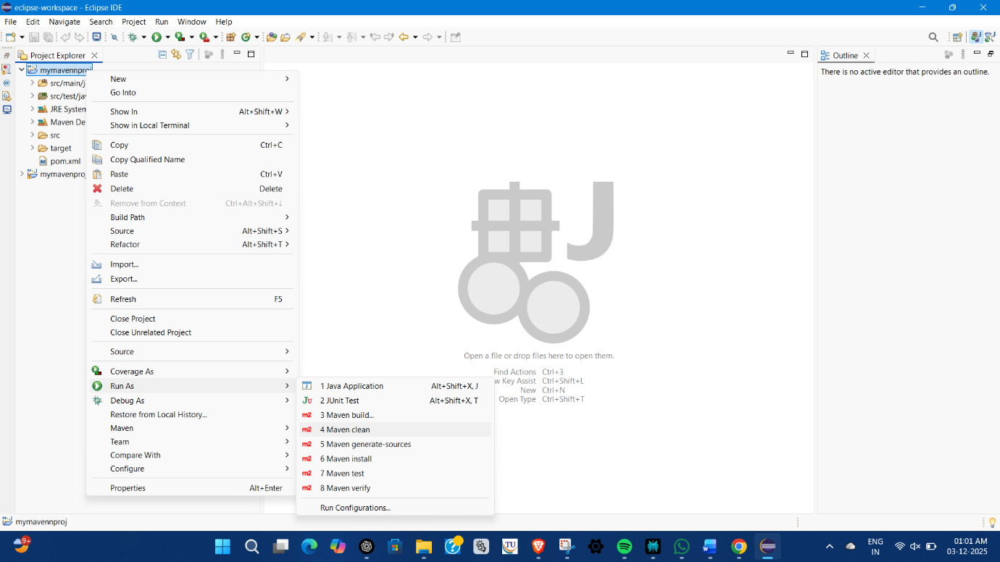 eclipse-workspace - Eclipse IDE
File Edit Navigate Search Project Run Window Help
Project Explorer
Outline
There is no active editor that provides an outline.
mymavennproj
src/main/j
src/test/jav
JRE System
Maven De
src
target
pom.xml
mymavenproj
New
Go Into
Show In Alt+Shift+W
Show in Local Terminal
Copy Ctrl+C
Copy Qualified Name
Paste Ctrl+V
Delete Delete
Remove from Context Ctrl+Alt+Shift+↓
Build Path
Source Alt+Shift+S
Refactor Alt+Shift+T
Import...
Export...
Refresh F5
Close Project
Close Unrelated Project
Source
Coverage As
Run As
Debug As
Restore from Local History...
Maven
Team
Compare With
Configure
Properties Alt+Enter
1 Java Application Alt+Shift+X, J
2 JUnit Test Alt+Shift+X, T
m2 3 Maven build...
m2 4 Maven clean
m2 5 Maven generate-sources
m2 6 Maven install
m2 7 Maven test
m2 8 Maven verify
Run Configurations...
Open a file or drop files here to open them.
Find Actions Ctrl+3
w Key Assist Ctrl+Shift+L
New Ctrl+N
Open Type Ctrl+Shift+T
mymavennproj
9+
TU
ENG
IN
01:01 AM
03-12-2025